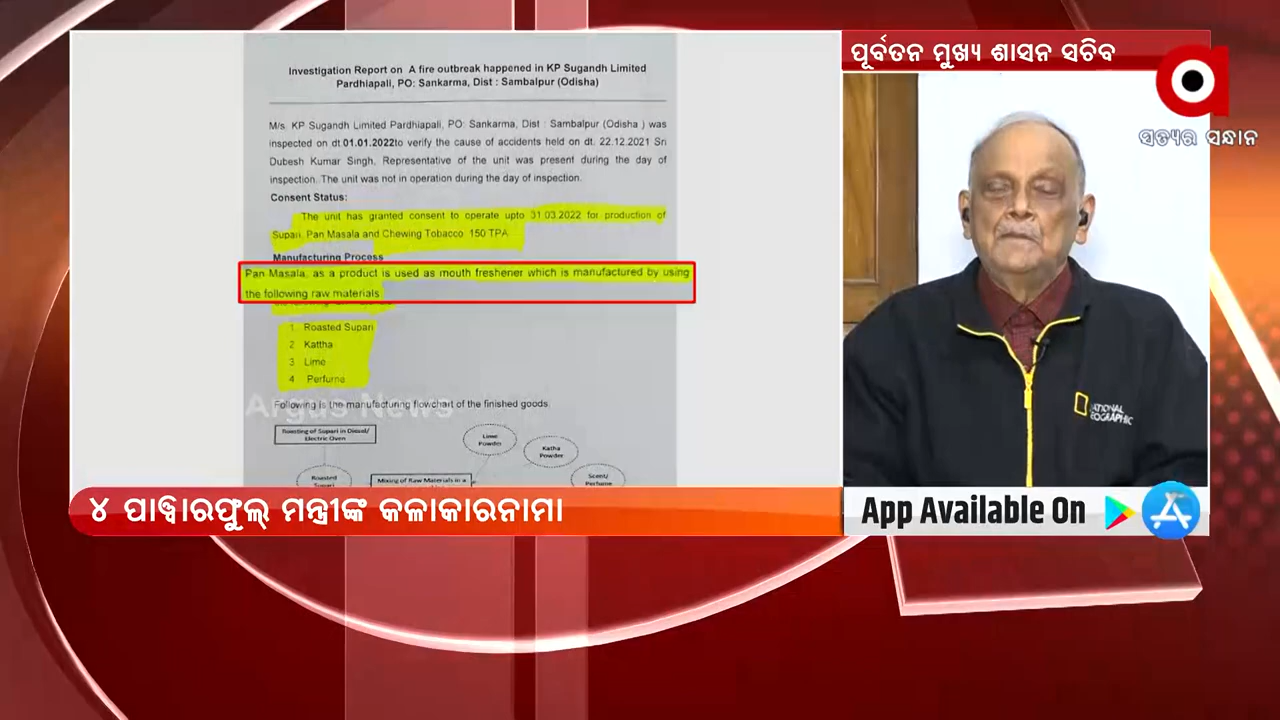 Investigation Report on A fire outbreak happened in KP Sugandh Limited
Pardhiapali, PO: Sankarma, Dist : Sambalpur (Odisha)
M/s. KP Sugandh Limited Pardhiapali, PO: Sankarma, Dist : Sambalpur (Odisha ) was
inspected on dt 01.01.2022to verify the cause of accidents held on dt. 22.12.2021 Sri
Dubesh Kumar Singh, Representative of the unit was present during the day of
inspection. The unit was not in operation during the day of inspection.
Consent Status:
The unit has granted consent to operate upto 31.03.2022 for production of
Supari, Pan Masala and Chewing Tobacco 150 TPA
Manufacturing Process
Pan Masala, as a product is used as mouth freshener which is manufactured by using
the following raw materials
1 Roasted Supari
2 Kattha
3 Lime
4 Perfume
Argus News
Following is the manufacturing flowchart of the finished goods.
Roasting of Supari in Diesel/
Electric Oven
Lime
Powder
Katha
Powder
Roasted
Supari
Mixing of Raw Materials in a
Scent/
Perfume
୪ ପାୱାରଫୁଲ୍ ମନ୍ତ୍ରୀଙ୍କ କଳାକାରନାମା
ପୂର୍ବତନ ମୁଖ୍ୟ ଶାସନ ସଚିବ
ସତ୍ୟର ସନ୍ଧାନ
NATIONAL
GEOGRAPHIC
App Available On